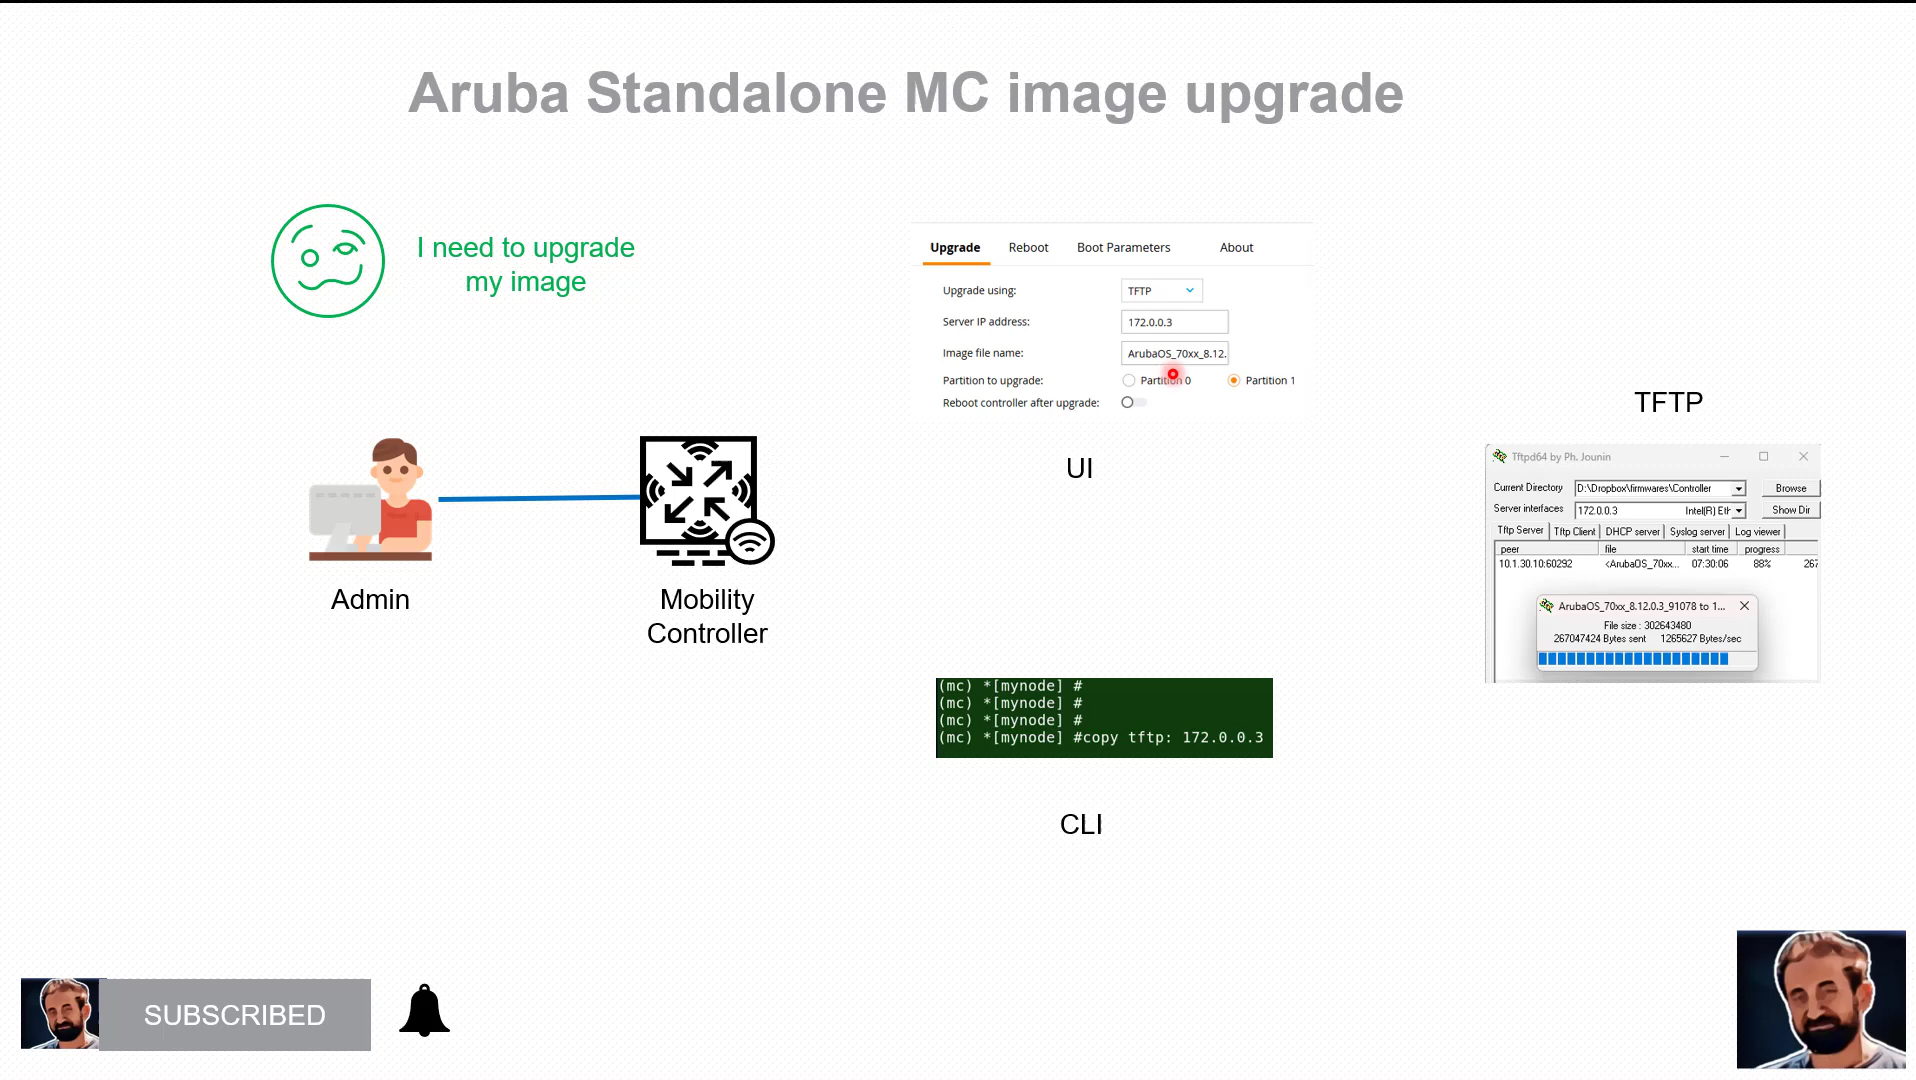 Aruba Standalone MC image upgrade
I need to upgrade
my image
Upgrade Reboot Boot Parameters About
Upgrade using: TFTP
Server IP address: 172.0.0.3
Image file name: ArubaOS_70xx_8.12.
Partition to upgrade: Partition 0 Partition 1
Reboot controller after upgrade:
UI
TFTP
Tftpd64 by Ph. Jounin
Current Directory D:\Dropbox\firmwares\Controller Browse
Server interfaces 172.0.0.3 Intel(R) Eth Show Dir
Tftp Server Tftp Client DHCP server Syslog server Log viewer
peer file start time progress
10.1.30.10:60292 <ArubaOS_70xx... 07:30:06 88% 267
ArubaOS_70xx_8.12.0.3_91078 to 1...
File size : 302643480
267047424 Bytes sent 1265627 Bytes/sec
Admin
Mobility
Controller
(mc) *[mynode] #
(mc) *[mynode] #
(mc) *[mynode] #
(mc) *[mynode] #copy tftp: 172.0.0.3
CLI
SUBSCRIBED